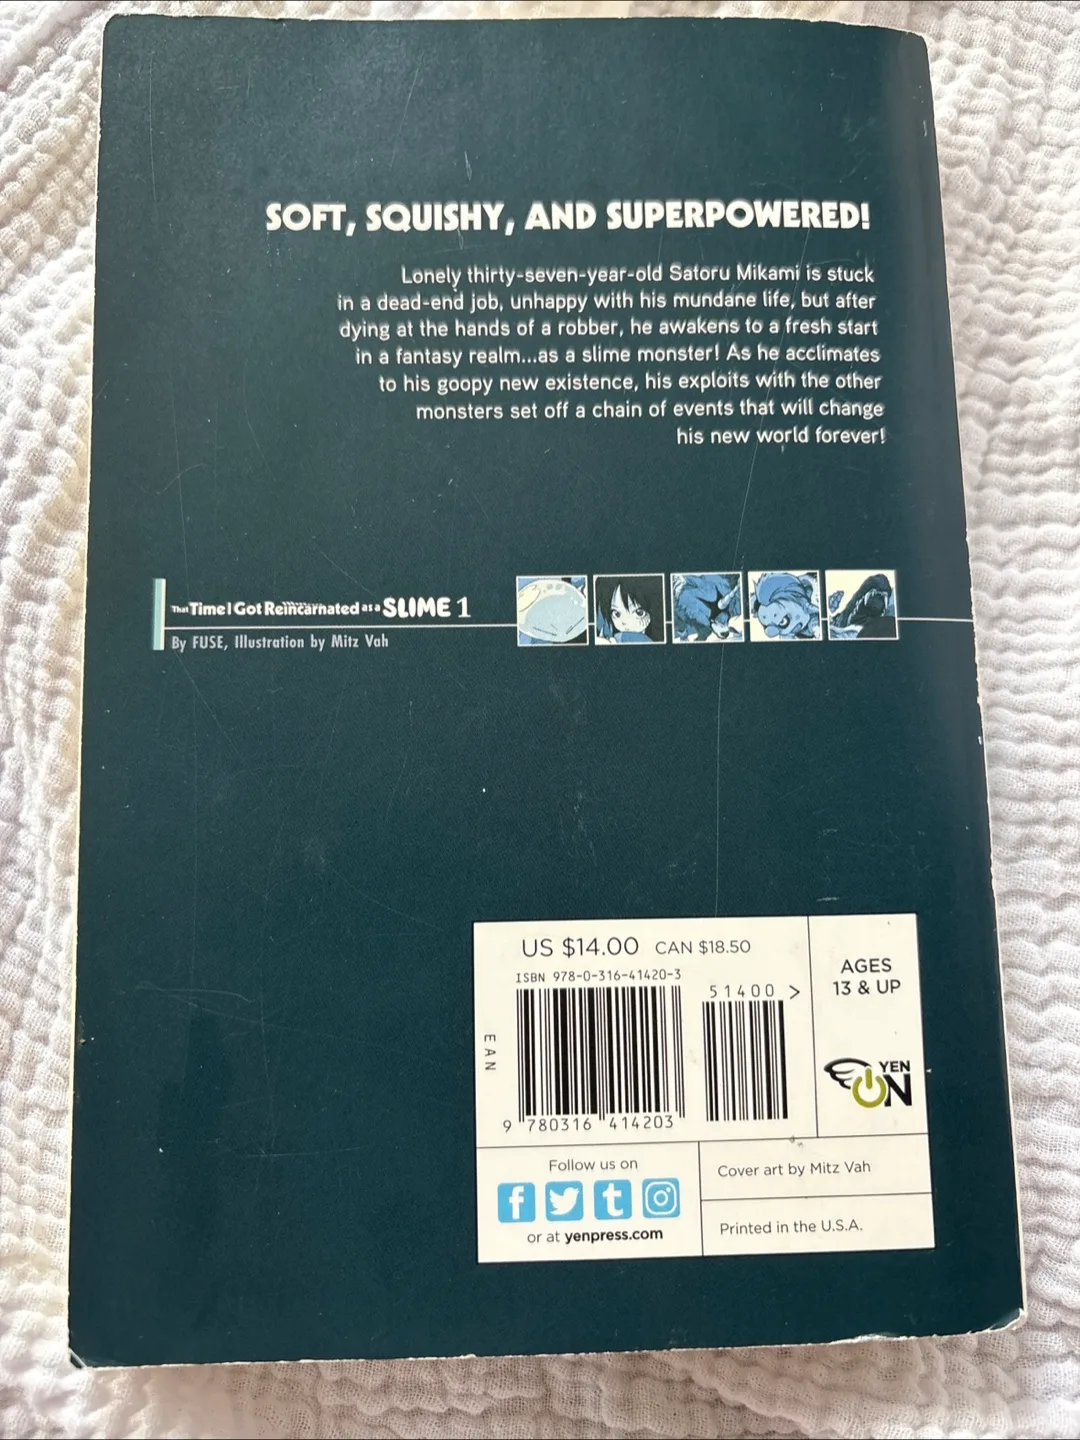 SOFT, SQUISHY, AND SUPERPOWERED!
Lonely thirty-seven-year-old Satoru Mikami is stuck
in a dead-end job, unhappy with his mundane life, but after
dying at the hands of a robber, he awakens to a fresh start
in a fantasy realm...as a slime monster! As he acclimates
to his goopy new existence, his exploits with the other
monsters set off a chain of events that will change
his new world forever!
That Time I Got Reincarnated as a SLIME 1
By FUSE, Illustration by Mitz Vah
US $14.00 CAN $18.50
ISBN 978-0-316-41420-3
51400 >
EAN
9 780316 414203
AGES
13 & UP
YEN
ON
Follow us on
f t
or at yenpress.com
Cover art by Mitz Vah
Printed in the U.S.A.